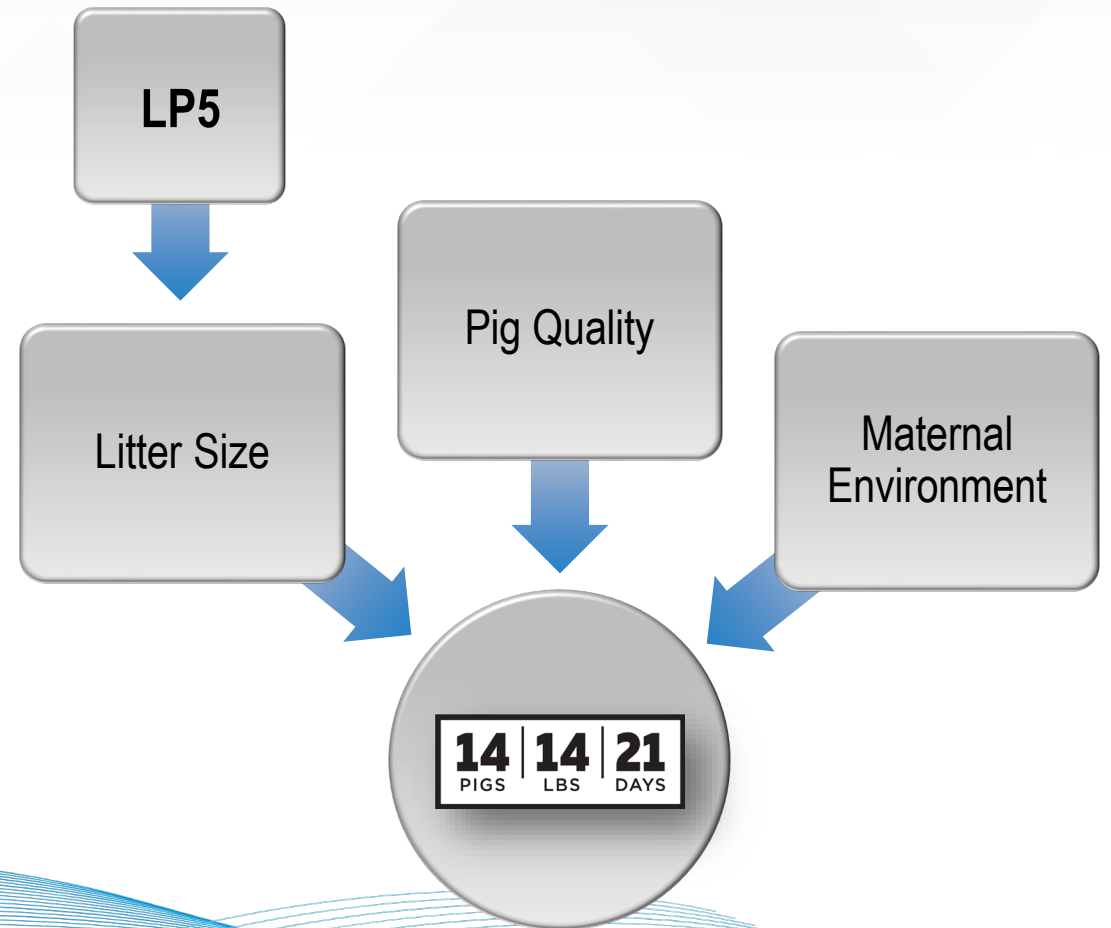 LP5
Litter Size
Pig Quality
Maternal
Environment
14 14 21
PIGS LBS DAYS